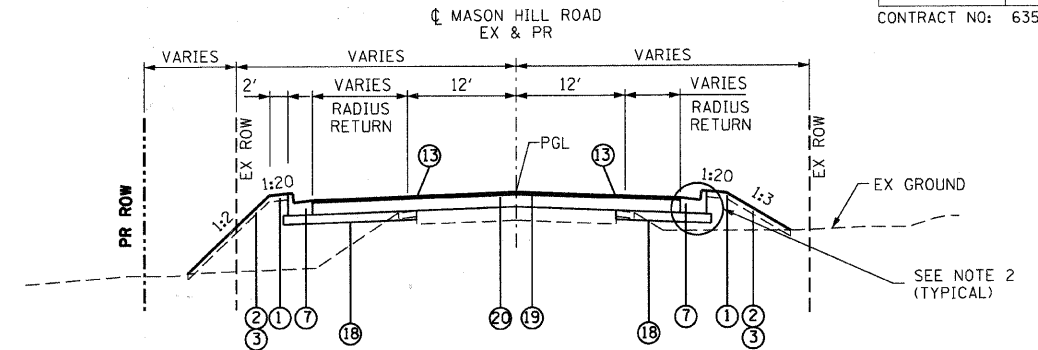 ℄ MASON HILL ROAD
EX & PR
CONTRACT NO: 635
VARIES
VARIES
VARIES
2'
VARIES
12'
12'
VARIES
RADIUS
RETURN
RADIUS
RETURN
EX ROW
EX ROW
PR ROW
PGL
13
13
1:20
1:20
1:2
1:3
EX GROUND
SEE NOTE 2
(TYPICAL)
2
3
1
7
18
20
19
18
7
1
2
3